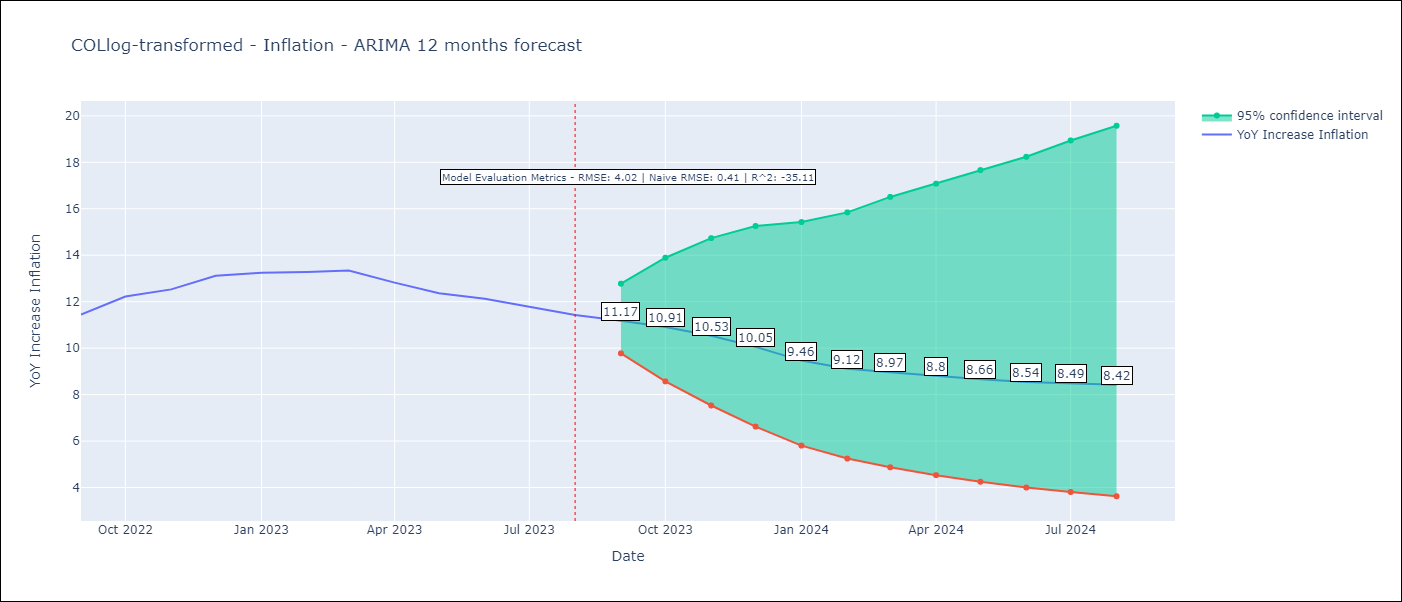 COLlog-transformed - Inflation - ARIMA 12 months forecast
95% confidence interval
YoY Increase Inflation
YoY Increase Inflation
20
18
16
14
12
10
8
6
4
Model Evaluation Metrics - RMSE: 4.02 | Naive RMSE: 0.41 | R^2: -35.11
11.17
10.91
10.53
10.05
9.46
9.12
8.97
8.8
8.66
8.54
8.49
8.42
Oct 2022
Jan 2023
Apr 2023
Jul 2023
Oct 2023
Jan 2024
Apr 2024
Jul 2024
Date